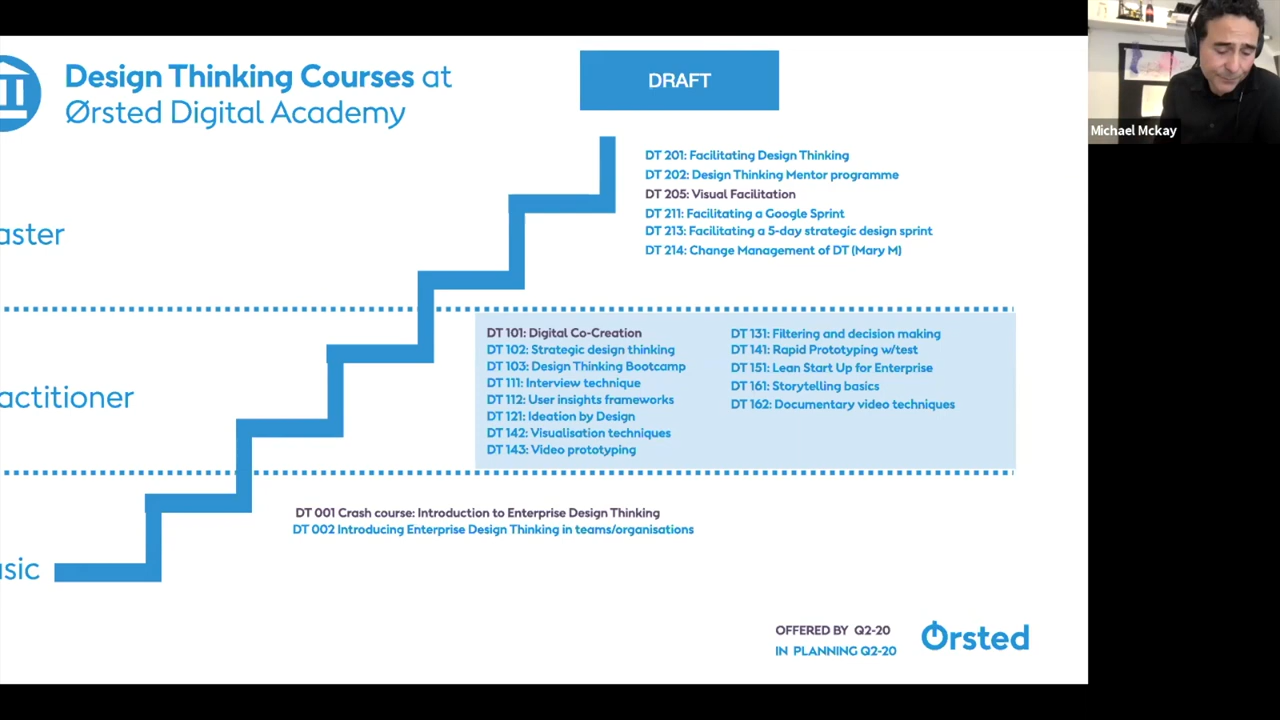 Design Thinking Courses at
Ørsted Digital Academy
DRAFT
Michael Mckay
aster
DT 201: Facilitating Design Thinking
DT 202: Design Thinking Mentor programme
DT 205: Visual Facilitation
DT 211: Facilitating a Google Sprint
DT 213: Facilitating a 5-day strategic design sprint
DT 214: Change Management of DT (Mary M)
actitioner
DT 101: Digital Co-Creation
DT 102: Strategic design thinking
DT 103: Design Thinking Bootcamp
DT 111: Interview technique
DT 112: User insights frameworks
DT 121: Ideation by Design
DT 142: Visualisation techniques
DT 143: Video prototyping
DT 131: Filtering and decision making
DT 141: Rapid Prototyping w/test
DT 151: Lean Start Up for Enterprise
DT 161: Storytelling basics
DT 162: Documentary video techniques
DT 001 Crash course: Introduction to Enterprise Design Thinking
DT 002 Introducing Enterprise Design Thinking in teams/organisations
sic
OFFERED BY Q2-20
IN PLANNING Q2-20
Ørsted